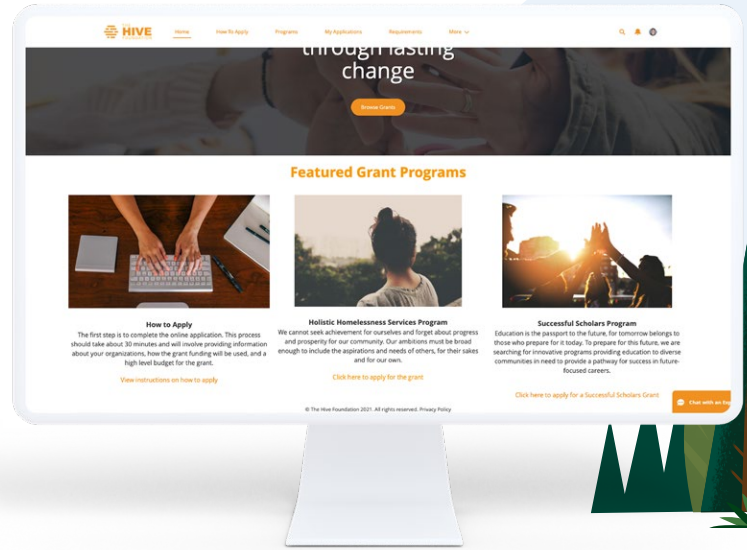 HIVE
Home How To Apply Programs My Applications Requirements More
through lasting
change
Browse Grants
Featured Grant Programs
How to Apply
The first step is to complete the online application. This process
should take about 30 minutes and will involve providing information
about your organizations, how the grant funding will be used, and a
high level budget for the grant.
View instructions on how to apply
Holistic Homelessness Services Program
We cannot seek achievement for ourselves and forget about progress
and prosperity for our community. Our ambitions must be broad
enough to include the aspirations and needs of others, for their sakes
and for our own.
Click here to apply for the grant
Successful Scholars Program
Education is the passport to the future, for tomorrow belongs to
those who prepare for it today. To prepare for this future, we are
searching for innovative programs providing education to diverse
communities in need to provide a pathway for success in future-
focused careers.
Click here to apply for a Successful Scholars Grant
Chat with an
© The Hive Foundation 2021. All rights reserved. Privacy Policy